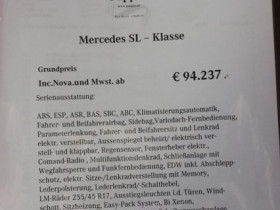 Mercedes SL – Klasse
Grundpreis
Inc.Nova.und Mwst. ab € 94.237,-
Serienausstattung:
ABS, ESP, ASR, BAS, SBC, ABC, Klimatisierungsautomatik,
Fahrer-und Beifahrerairbag, Sidebag,Variodach-Fernbedienung,
Parameterlenkung, Fahrer- und Beifahrersitz und Lenkrad
elektr. verstellbar, Aussenspiegel beheizt/ elektrisch ver
stell- und klappbar, Regensensor, Fensterheber elektr.,
Comand-Radio , Multifunktionslenkrad, Schließanlage mit
Wegfahrsperre und Funkfernbedienung, EDW inkl. Abschlepp-
schutz, elektr. Sitze-/Lenkradverstellung mit Memory,
Lederpolsterung, Lederlenkrad/- Schalthebel,
LM-Räder 255/45 R17, Ausstiegsleuchten i.d. Türen, Wind-
schott, Sitzheizung, Easy-Pack System, Bi Xenon,